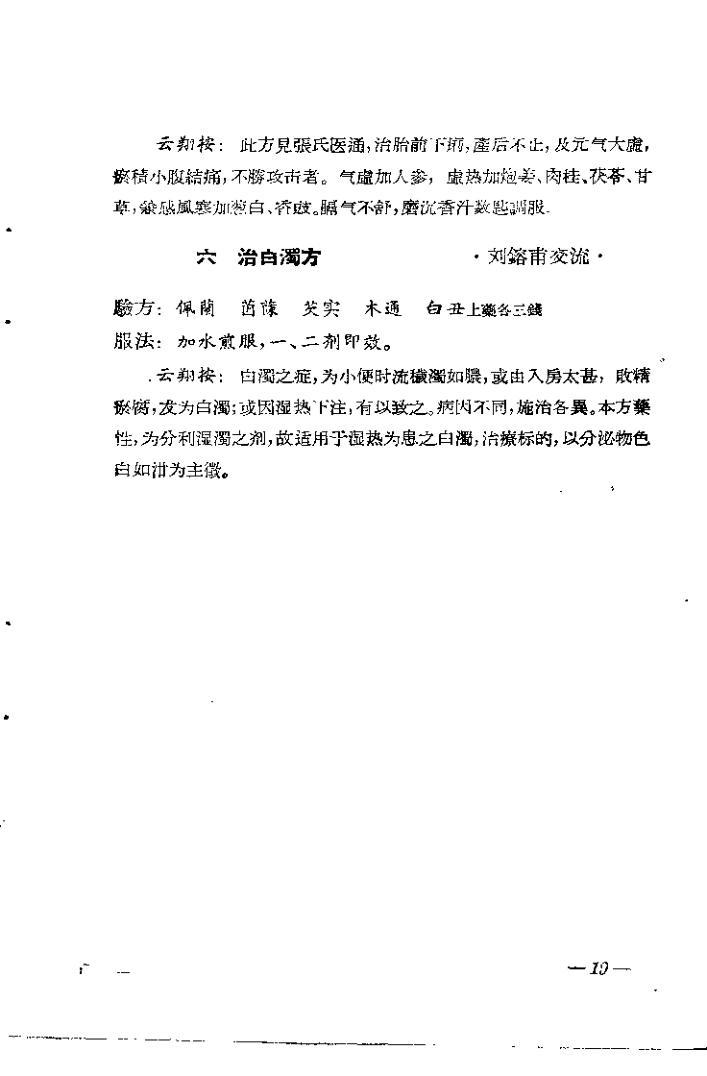 云翔按：此方見張氏医通，治胎前下痢，產后不止，及元气大虛，
瘀積小腹結痛，不勝攻击者。气虛加人参，虛热加炮姜、肉桂、茯苓、甘
草，兼感風寒加葱白、香豉。膈气不舒，磨沉香汁数匙調服。
六 治白濁方 ·刘鎔甫交流·
驗方：佩蘭 茵陳 芡实 木通 白丑上藥各三錢
服法：加水煎服，一、二剂即效。
云翔按：白濁之症，为小便时流穢濁如膿，或由入房太甚，敗精
瘀腐，发为白濁；或因湿热下注，有以致之。病因不同，施治各異。本方藥
性，为分利湿濁之剂，故适用于湿热为患之白濁，治療标的，以分泌物色
白如泔为主徵。
—19—